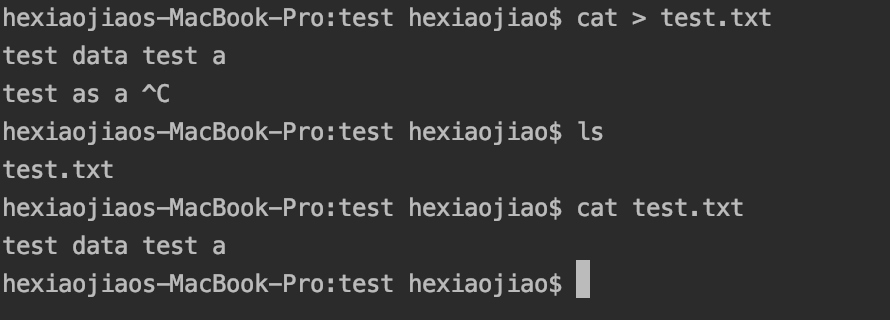 hexiaojiaos-MacBook-Pro:test hexiaojiao$ cat > test.txt
test data test a
test as a ^C
hexiaojiaos-MacBook-Pro:test hexiaojiao$ ls
test.txt
hexiaojiaos-MacBook-Pro:test hexiaojiao$ cat test.txt
test data test a
hexiaojiaos-MacBook-Pro:test hexiaojiao$